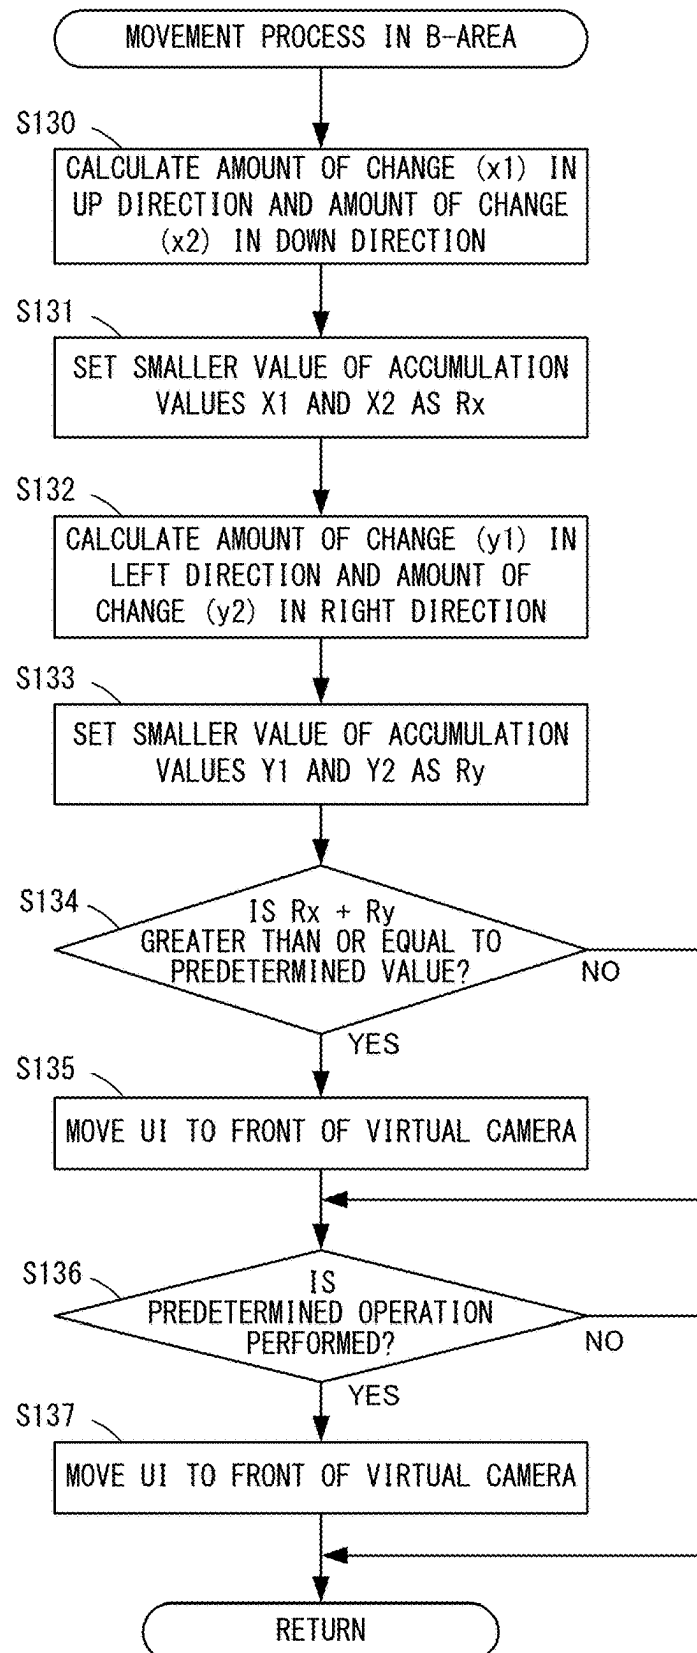 MOVEMENT PROCESS IN B-AREA
S130
CALCULATE AMOUNT OF CHANGE (x1) IN
UP DIRECTION AND AMOUNT OF CHANGE
(x2) IN DOWN DIRECTION
S131
SET SMALLER VALUE OF ACCUMULATION
VALUES X1 AND X2 AS Rx
S132
CALCULATE AMOUNT OF CHANGE (y1) IN
LEFT DIRECTION AND AMOUNT OF
CHANGE (y2) IN RIGHT DIRECTION
S133
SET SMALLER VALUE OF ACCUMULATION
VALUES Y1 AND Y2 AS Ry
S134
IS Rx + Ry
GREATER THAN OR EQUAL TO
PREDETERMINED VALUE?
NO
YES
S135
MOVE UI TO FRONT OF VIRTUAL CAMERA
S136
IS
PREDETERMINED OPERATION
PERFORMED?
NO
YES
S137
MOVE UI TO FRONT OF VIRTUAL CAMERA
RETURN